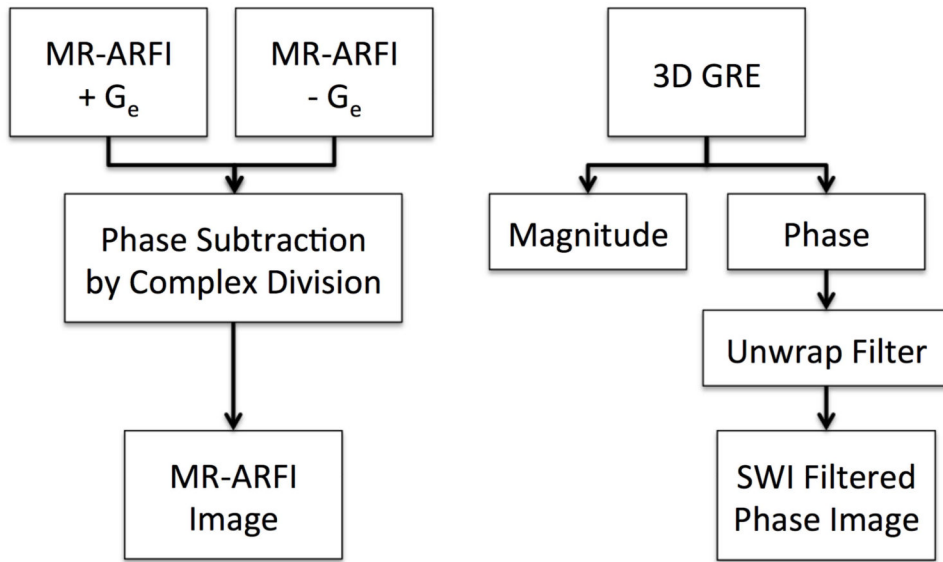 MR-ARFI
+ Gₑ
MR-ARFI
- Gₑ
Phase Subtraction
by Complex Division
MR-ARFI
Image
3D GRE
Magnitude
Phase
Unwrap Filter
SWI Filtered
Phase Image